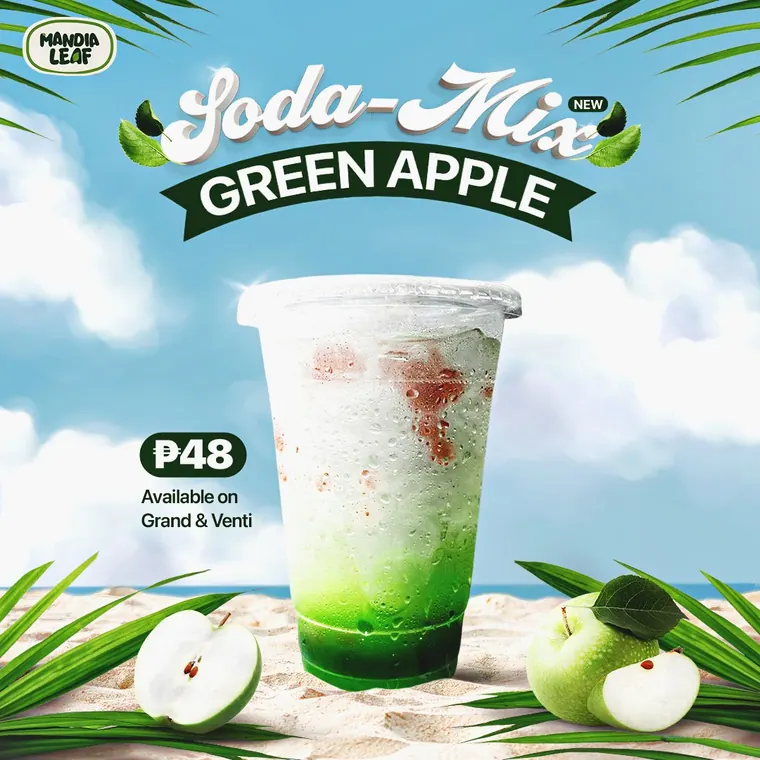 MANDIA
LEAF
Soda-Mix
NEW
GREEN APPLE
₱48
Available on
Grand & Venti